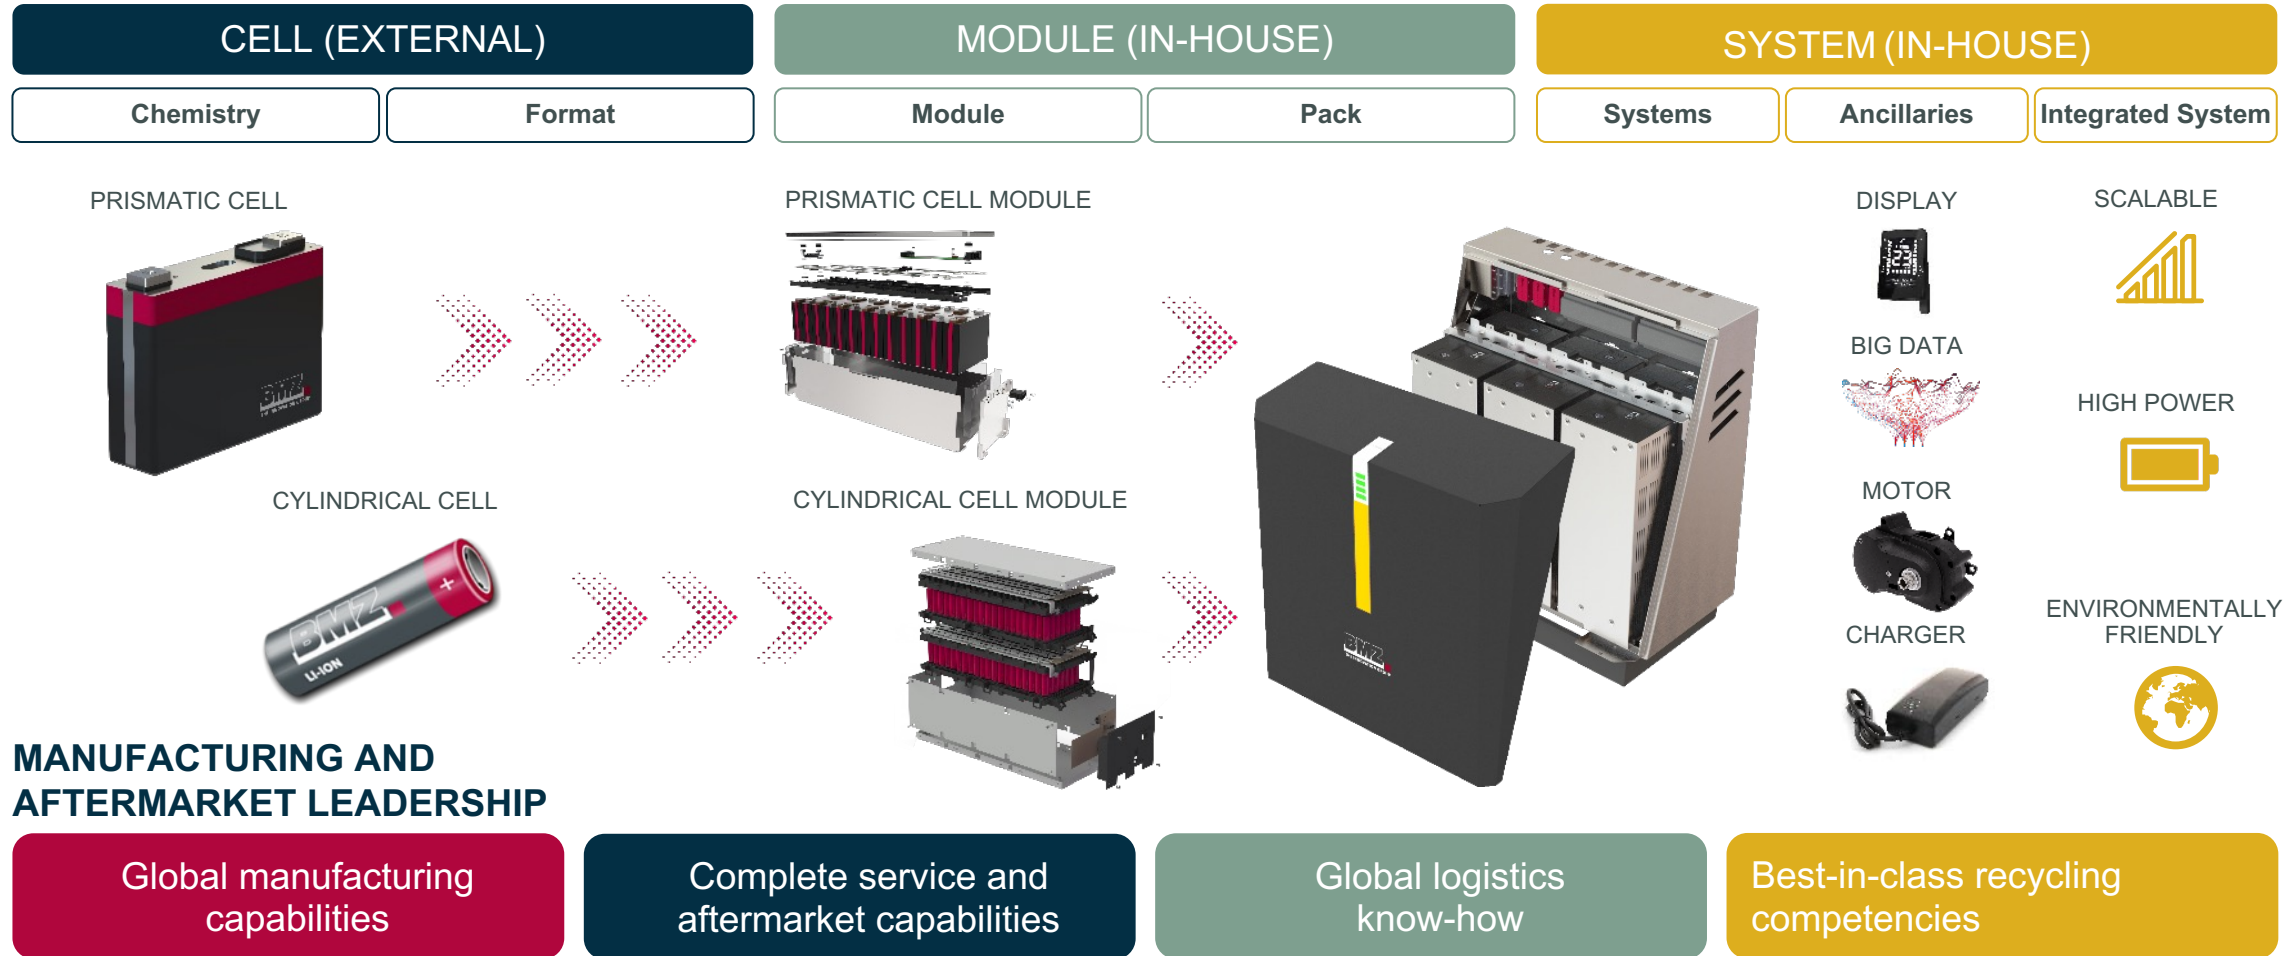 CELL (EXTERNAL)
MODULE (IN-HOUSE)
SYSTEM (IN-HOUSE)
Chemistry
Format
Module
Pack
Systems
Ancillaries
Integrated System
PRISMATIC CELL
PRISMATIC CELL MODULE
DISPLAY
SCALABLE
BIG DATA
HIGH POWER
BMZ
MOTOR
CYLINDRICAL CELL
CYLINDRICAL CELL MODULE
+
BMZ
LI-ION
ENVIRONMENTALLY
FRIENDLY
CHARGER
BMZ
MANUFACTURING AND
AFTERMARKET LEADERSHIP
Global manufacturing
capabilities
Complete service and
aftermarket capabilities
Global logistics
know-how
Best-in-class recycling
competencies